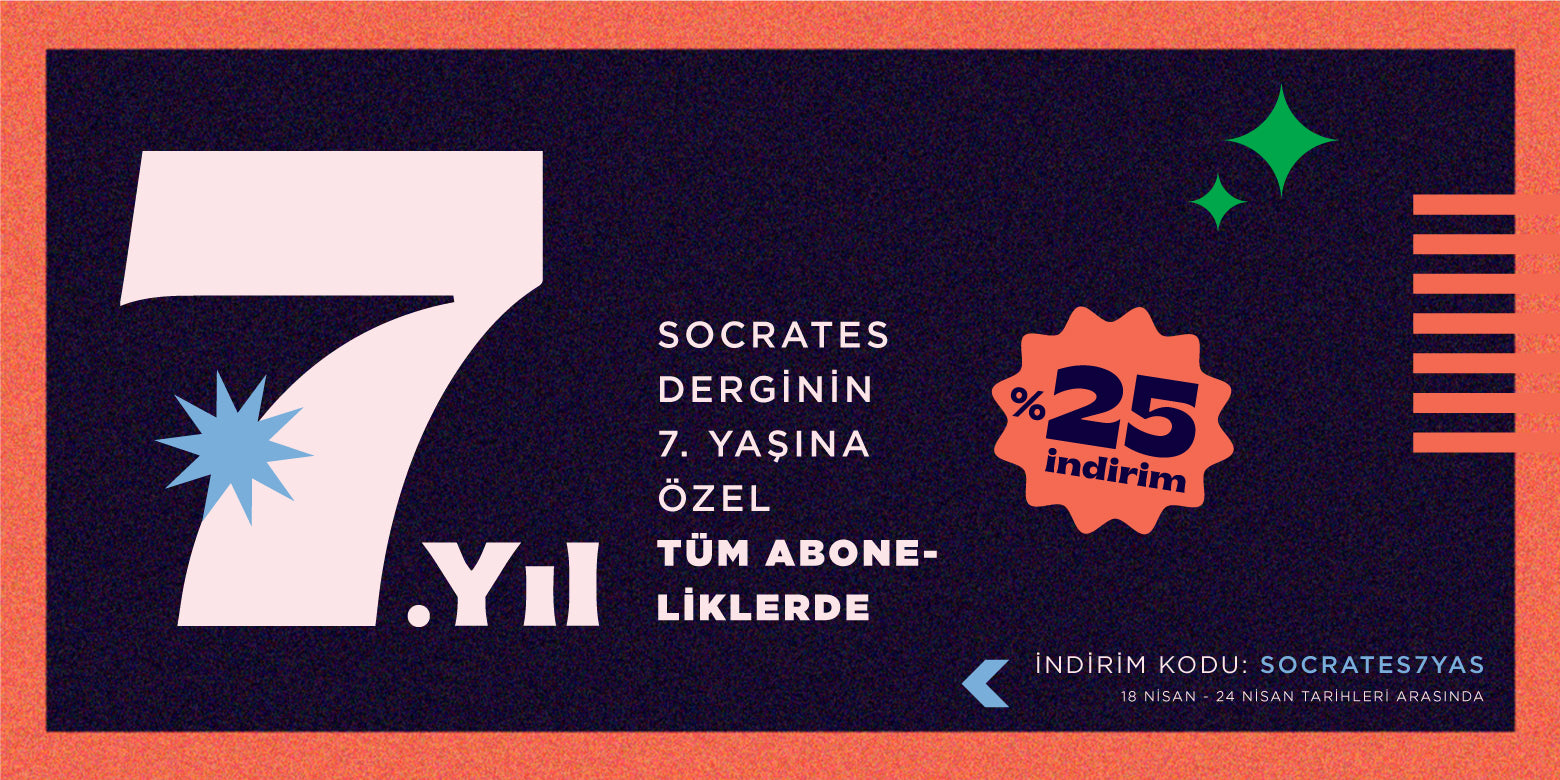 7.Yıl
SOCRATES
DERGİNİN
7. YAŞINA
ÖZEL
TÜM ABONE-
LİKLERDE
%25
indirim
İNDİRİM KODU: SOCRATES7YAS
18 NİSAN - 24 NİSAN TARİHLERİ ARASINDA